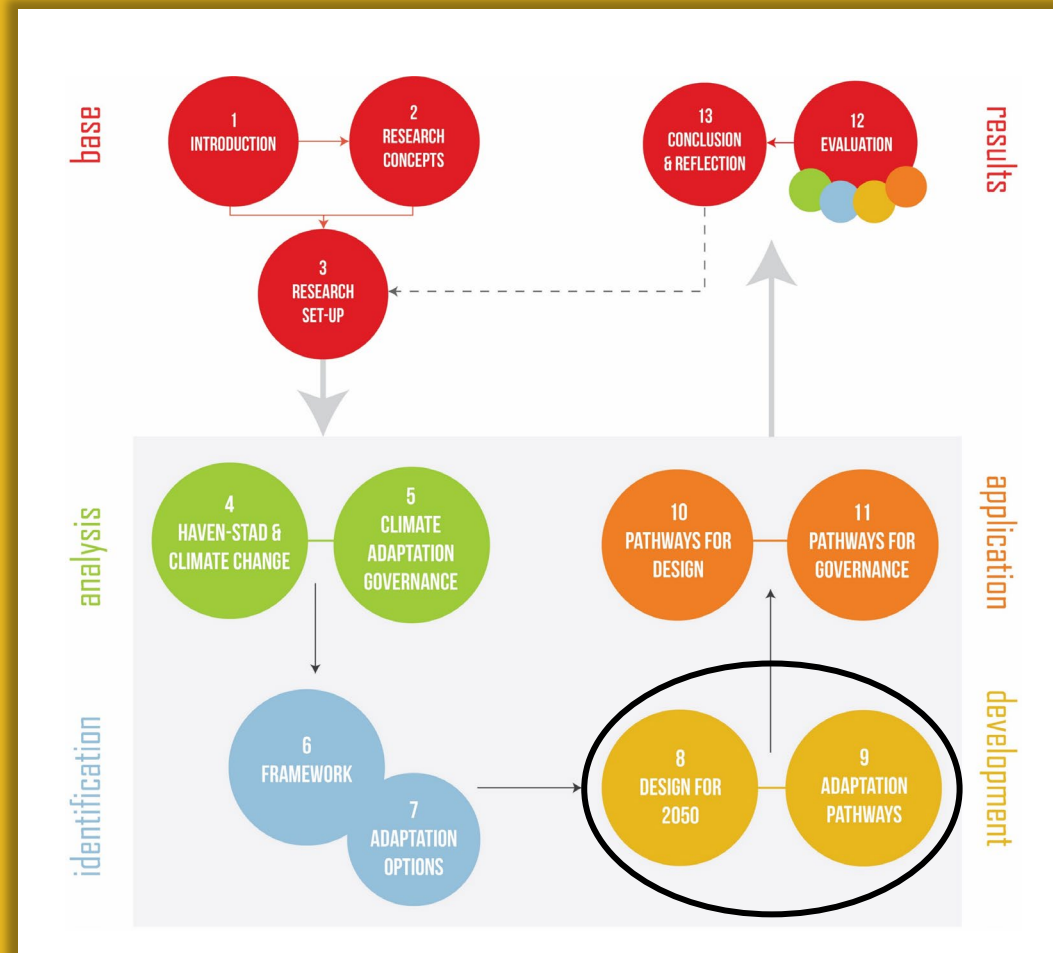 base
1
INTRODUCTION
2
RESEARCH
CONCEPTS
3
RESEARCH
SET-UP
13
CONCLUSION
& REFLECTION
12
EVALUATION
results
analysis
4
HAVEN-STAD &
CLIMATE CHANGE
5
CLIMATE
ADAPTATION
GOVERNANCE
10
PATHWAYS FOR
DESIGN
11
PATHWAYS FOR
GOVERNANCE
application
identification
6
FRAMEWORK
7
ADAPTATION
OPTIONS
8
DESIGN FOR
2050
9
ADAPTATION
PATHWAYS
development